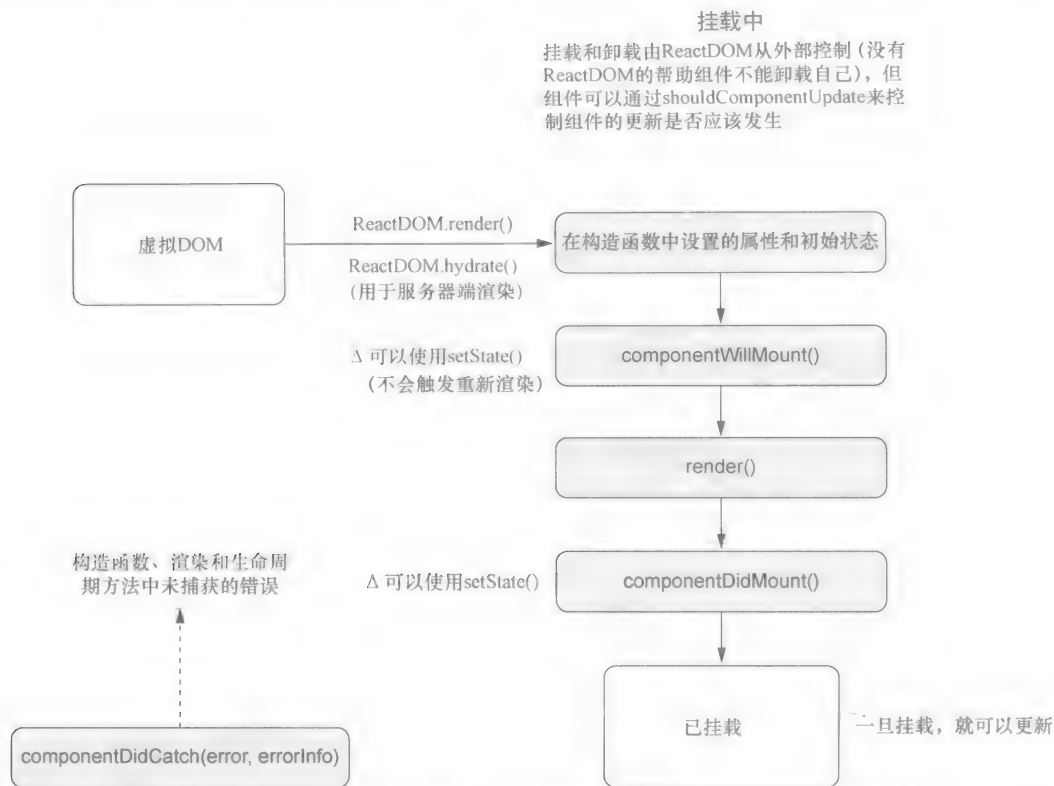 挂载中
挂载和卸载由ReactDOM从外部控制（没有
ReactDOM的帮助组件不能卸载自己），但
组件可以通过shouldComponentUpdate来控
制组件的更新是否应该发生
虚拟DOM
ReactDOM.render()
ReactDOM.hydrate()
（用于服务器端渲染）
在构造函数中设置的属性和初始状态
Δ 可以使用setState()
（不会触发重新渲染）
componentWillMount()
render()
构造函数、渲染和生命周
期方法中未捕获的错误
Δ 可以使用setState()
componentDidMount()
已挂载
一旦挂载，就可以更新
componentDidCatch(error, errorInfo)